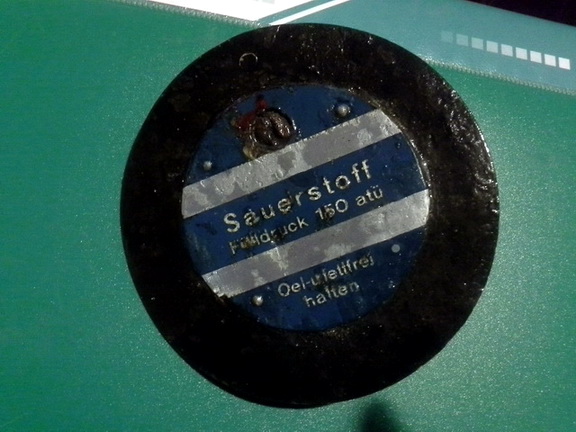 Sauerstoff
Fülldruck 150 atü
Oel-u.fettfrei
halten